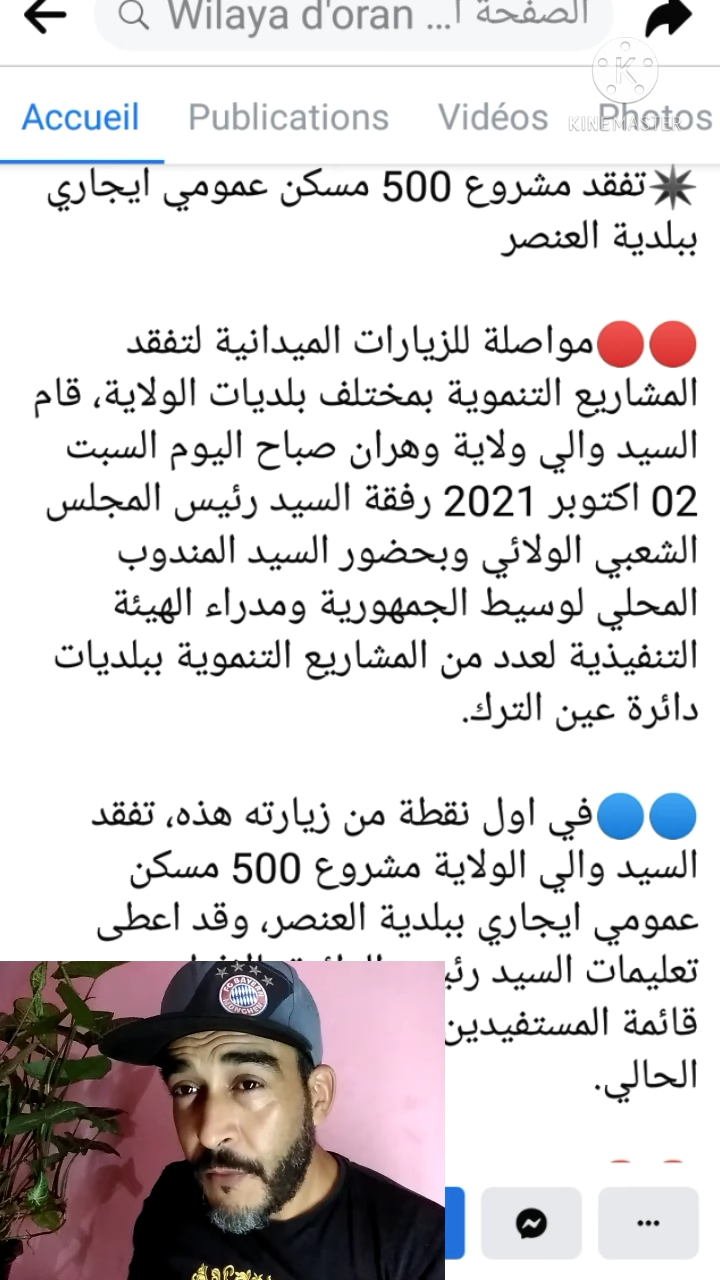 Wilaya d'oran ...الصفحة ا
Accueil Publications Vidéos Photos
KINEMASTER
تفقد مشروع 500 مسكن عمومي ايجاري
ببلدية العنصر
مواصلة للزيارات الميدانية لتفقد
المشاريع التنموية بمختلف بلديات الولاية، قام
السيد والي ولاية وهران صباح اليوم السبت
02 اكتوبر 2021 رفقة السيد رئيس المجلس
الشعبي الولائي وبحضور السيد المندوب
المحلي لوسيط الجمهورية ومدراء الهيئة
التنفيذية لعدد من المشاريع التنموية ببلديات
دائرة عين الترك.
في اول نقطة من زيارته هذه، تفقد
السيد والي الولاية مشروع 500 مسكن
عمومي ايجاري ببلدية العنصر، وقد اعطى
تعليمات السيد
قائمة المستفيدين
الحالي.
FC BAYERN
MÜNCHEN